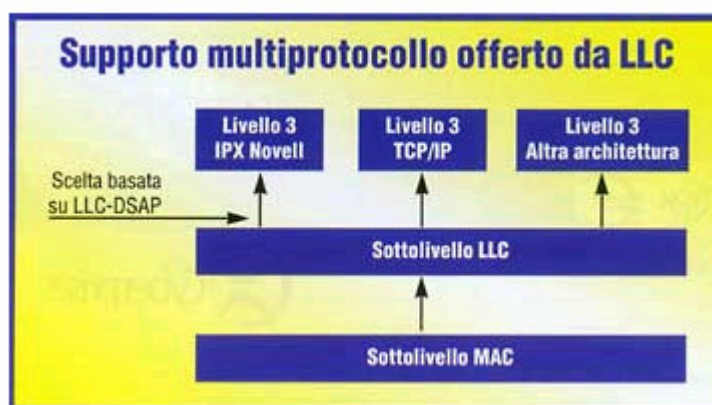 Supporto multiprotocollo offerto da LLC
Livello 3
IPX Novell
Livello 3
TCP/IP
Livello 3
Altra architettura
Scelta basata
su LLC-DSAP
Sottolivello LLC
Sottolivello MAC